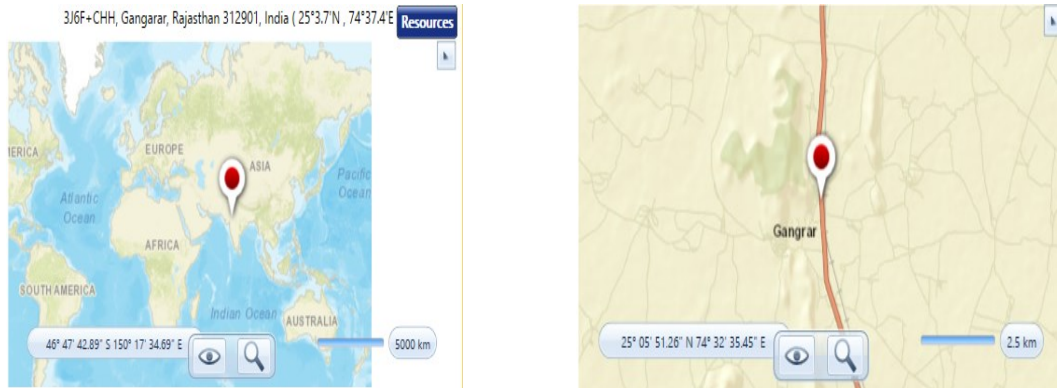 3J6F+CHH, Gangarar, Rajasthan 312901, India ( 25°3.7'N , 74°37.4'E
Resources
EUROPE
ASIA
Pacific
Ocean
Atlantic
Ocean
AFRICA
SOUTH AMERICA
Indian Ocean
AUSTRALIA
46° 47' 42.89" S 150° 17' 34.69" E
5000 km
Gangrar
25° 05' 51.26" N 74° 32' 35.45" E
2.5 km